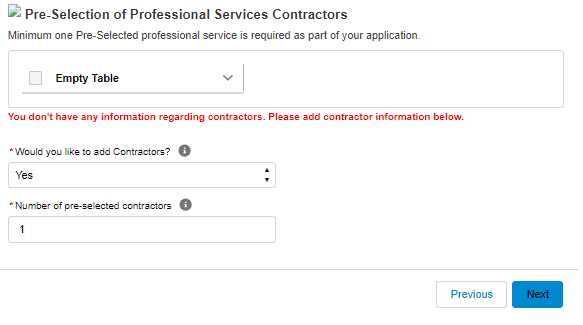 Pre-Selection of Professional Services Contractors
Minimum one Pre-Selected professional service is required as part of your application.
Empty Table
You don't have any information regarding contractors. Please add contractor information below.
* Would you like to add Contractors?
Yes
* Number of pre-selected contractors
1
Previous Next